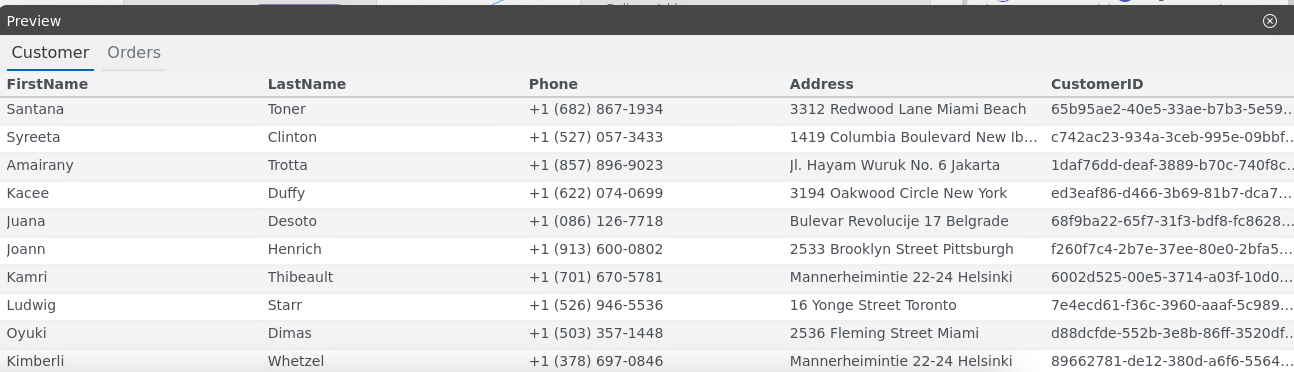 Preview
Customer Orders
FirstName LastName Phone Address CustomerID
Santana Toner +1 (682) 867-1934 3312 Redwood Lane Miami Beach 65b95ae2-40e5-33ae-b7b3-5e59...
Syreeta Clinton +1 (527) 057-3433 1419 Columbia Boulevard New Ib... c742ac23-934a-3ceb-995e-09bbf...
Amairany Trotta +1 (857) 896-9023 Jl. Hayam Wuruk No. 6 Jakarta 1daf76dd-deaf-3889-b70c-740f8c...
Kacee Duffy +1 (622) 074-0699 3194 Oakwood Circle New York ed3eaf86-d466-3b69-81b7-dca7...
Juana Desoto +1 (086) 126-7718 Bulevar Revolucije 17 Belgrade 68f9ba22-65f7-31f3-bdf8-fc8628...
Joann Henrich +1 (913) 600-0802 2533 Brooklyn Street Pittsburgh f260f7c4-2b7e-37ee-80e0-2bfa5...
Kamri Thibeault +1 (701) 670-5781 Mannerheimintie 22-24 Helsinki 6002d525-00e5-3714-a03f-10d0...
Ludwig Starr +1 (526) 946-5536 16 Yonge Street Toronto 7e4ecd61-f36c-3960-aaaf-5c989...
Oyuki Dimas +1 (503) 357-1448 2536 Fleming Street Miami d88dcfde-552b-3e8b-86ff-3520df...
Kimberli Whetzel +1 (378) 697-0846 Mannerheimintie 22-24 Helsinki 89662781-de12-380d-a6f6-5564...